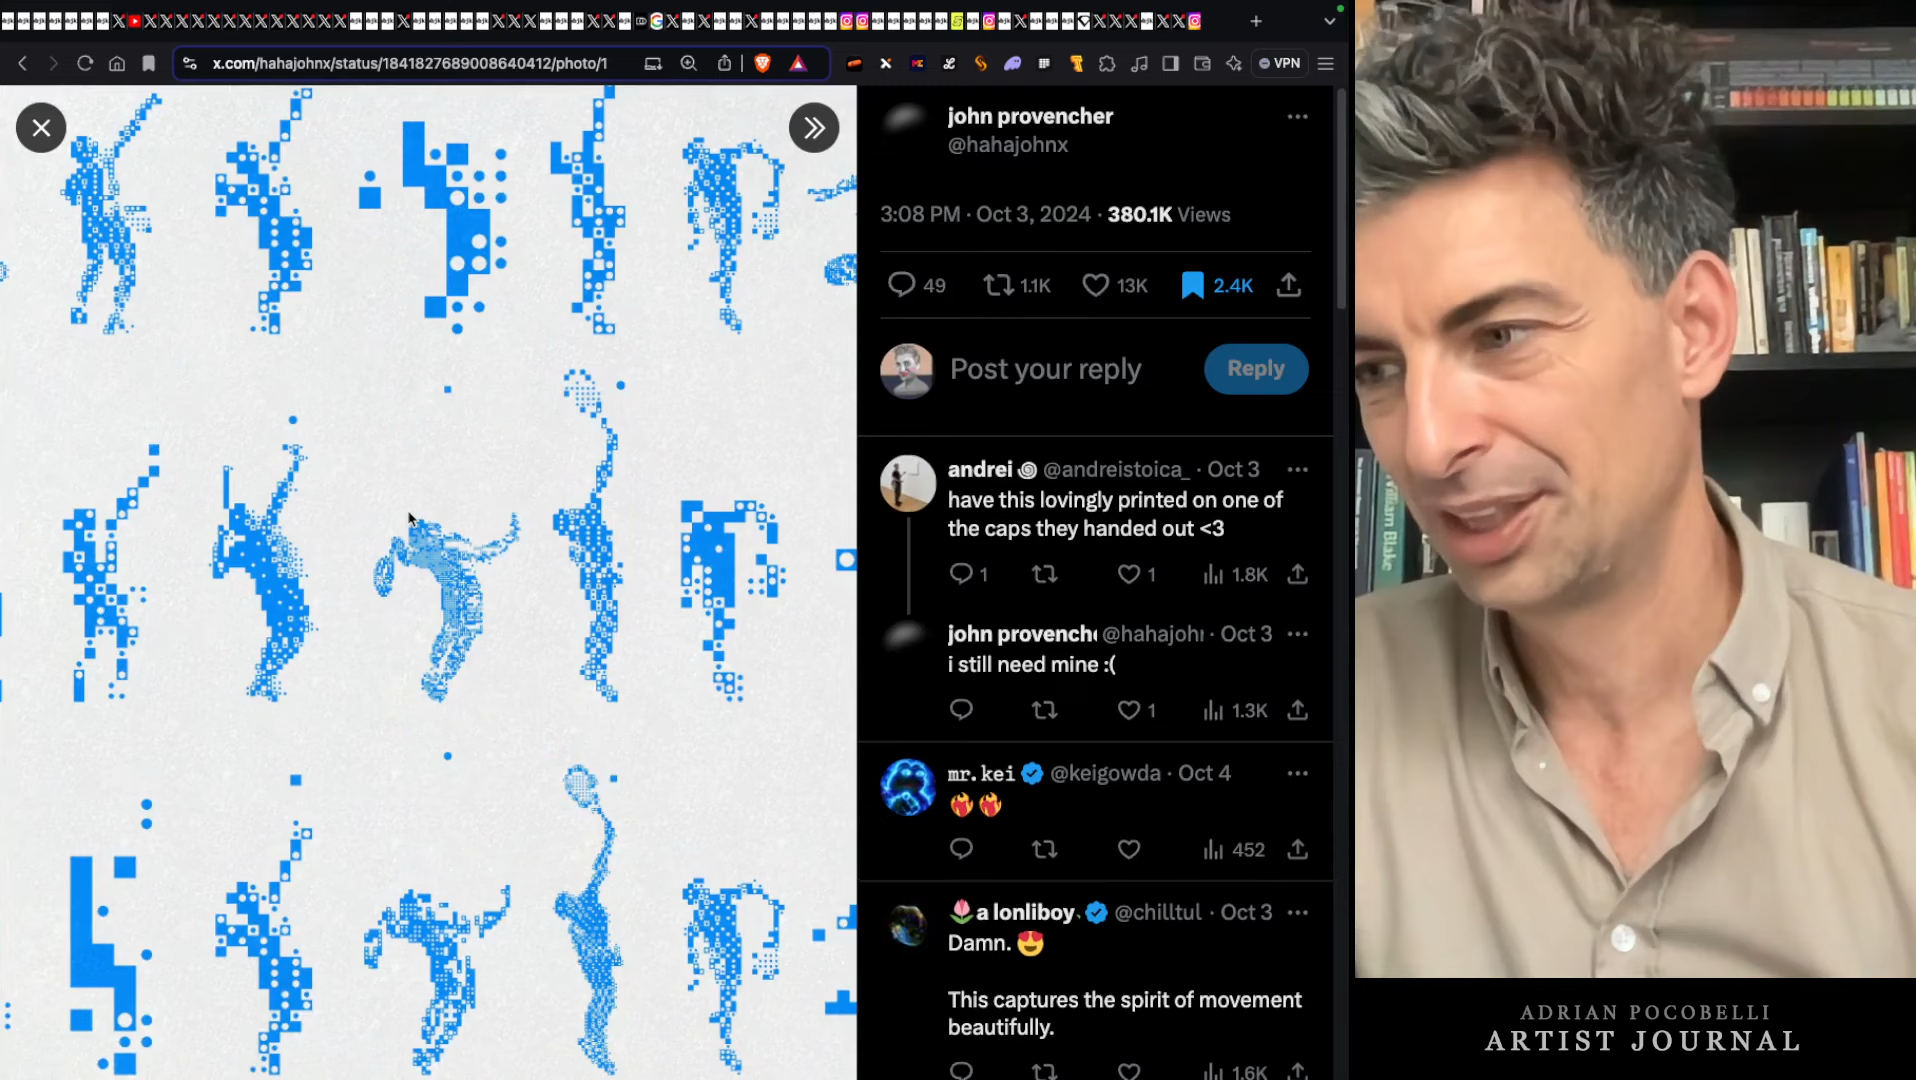 x.com/hahajohnx/status/1841827689008640412/photo/1
VPN
john provencher
@hahajohnx
3:08 PM · Oct 3, 2024 · 380.1K Views
49 1.1K 13K 2.4K
Post your reply
Reply
andrei @andreistoica_ · Oct 3
have this lovingly printed on one of
the caps they handed out <3
1 1 1.8K
john provenche @hahajohn · Oct 3
i still need mine :(
1 1.3K
mr.kei @keigowda · Oct 4
❤️‍🔥❤️‍🔥
452
🌷a lonliboy. @chilltul · Oct 3
Damn. 😍
This captures the spirit of movement
beautifully.
1.6K
William Blake
ADRIAN POCOBELLI
ARTIST JOURNAL